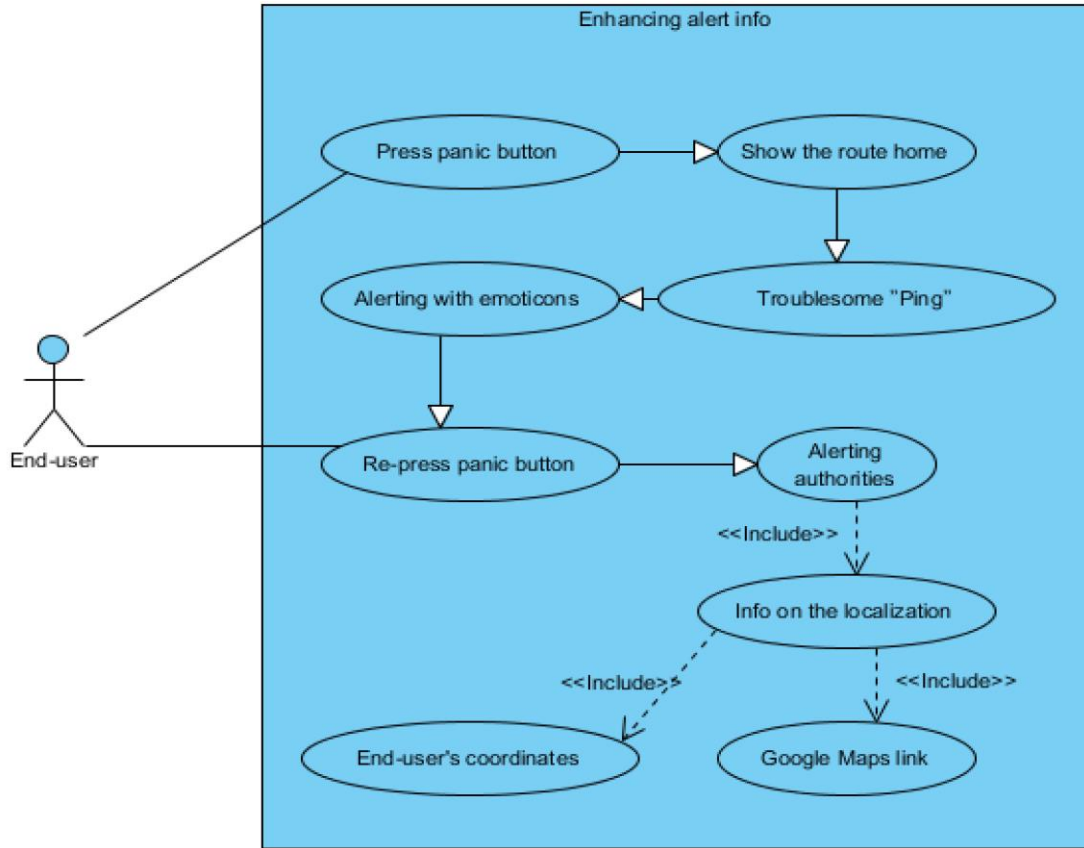 Enhancing alert info
Press panic button
Show the route home
Alerting with emoticons
Troublesome "Ping"
End-user
Re-press panic button
Alerting
authorities
<<Include>>
Info on the localization
<<Include>>
<<Include>>
End-user's coordinates
Google Maps link